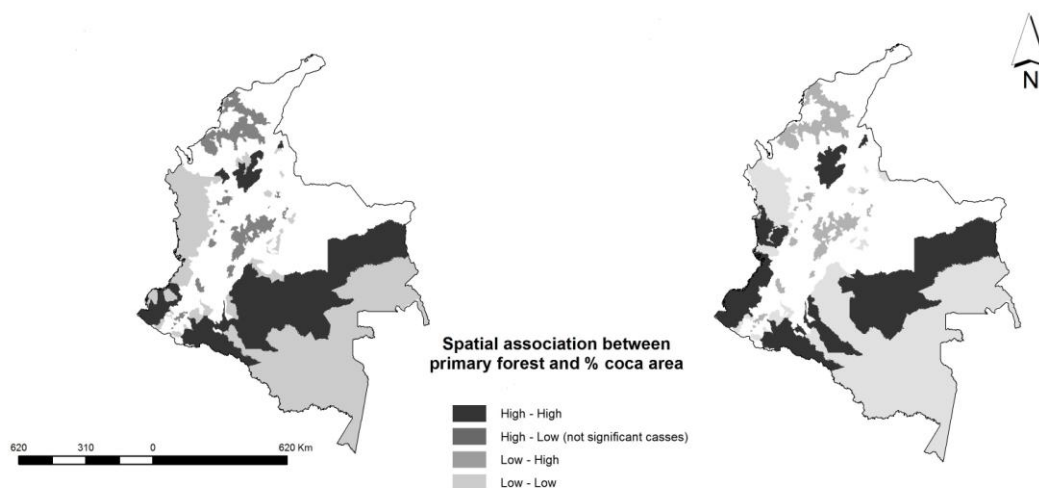 N
Spatial association between
primary forest and % coca area
High - High
High - Low (not significant casses)
Low - High
Low - Low
620 310 0 620 Km